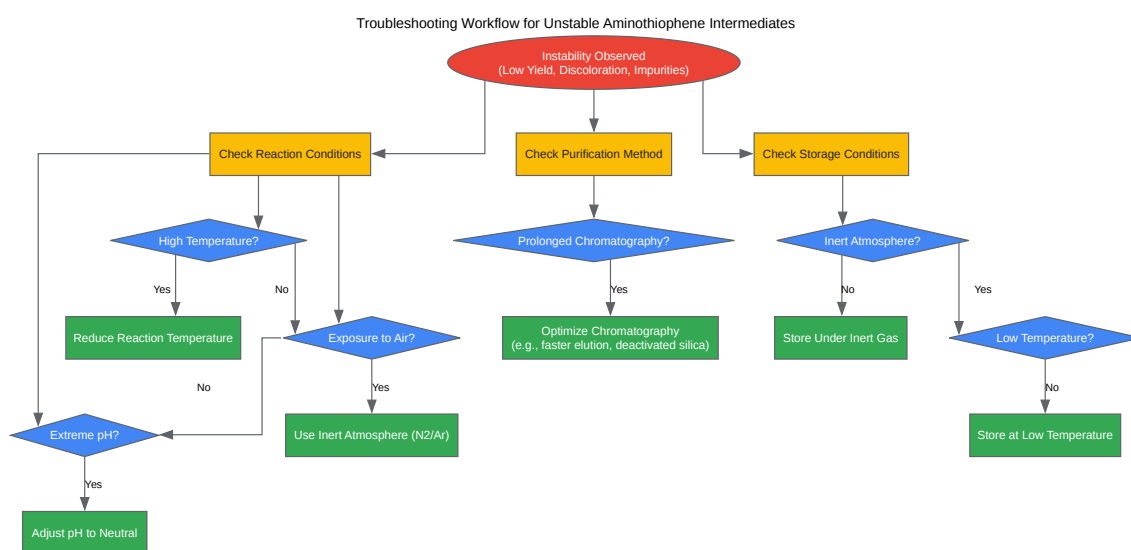 Troubleshooting Workflow for Unstable Aminothiophene Intermediates
Instability Observed
(Low Yield, Discoloration, Impurities)
Check Reaction Conditions
Check Purification Method
Check Storage Conditions
High Temperature?
Prolonged Chromatography?
Inert Atmosphere?
Yes
No
Yes
No
Yes
Reduce Reaction Temperature
Exposure to Air?
Optimize Chromatography
(e.g., faster elution, deactivated silica)
Store Under Inert Gas
Low Temperature?
No
Yes
No
Extreme pH?
Use Inert Atmosphere (N2/Ar)
Store at Low Temperature
Yes
Adjust pH to Neutral